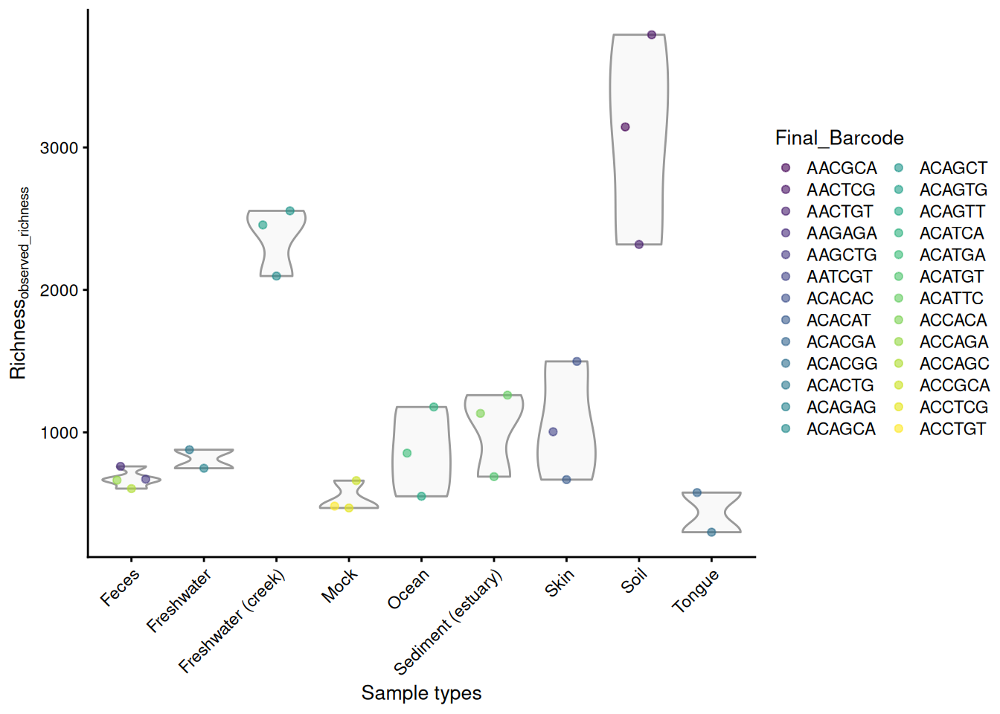 3000
2000
1000
Richness observed_richness
Feces
Freshwater
Freshwater (creek)
Mock
Ocean
Sediment (estuary)
Skin
Soil
Tongue
Sample types
Final_Barcode
AACGCA
AACTCG
AACTGT
AAGAGA
AAGCTG
AATCGT
ACACAC
ACACAT
ACACGA
ACACGG
ACACTG
ACAGAG
ACAGCA
ACAGCT
ACAGTG
ACAGTT
ACATCA
ACATGA
ACATGT
ACATTC
ACCACA
ACCAGA
ACCAGC
ACCGCA
ACCTCG
ACCTGT